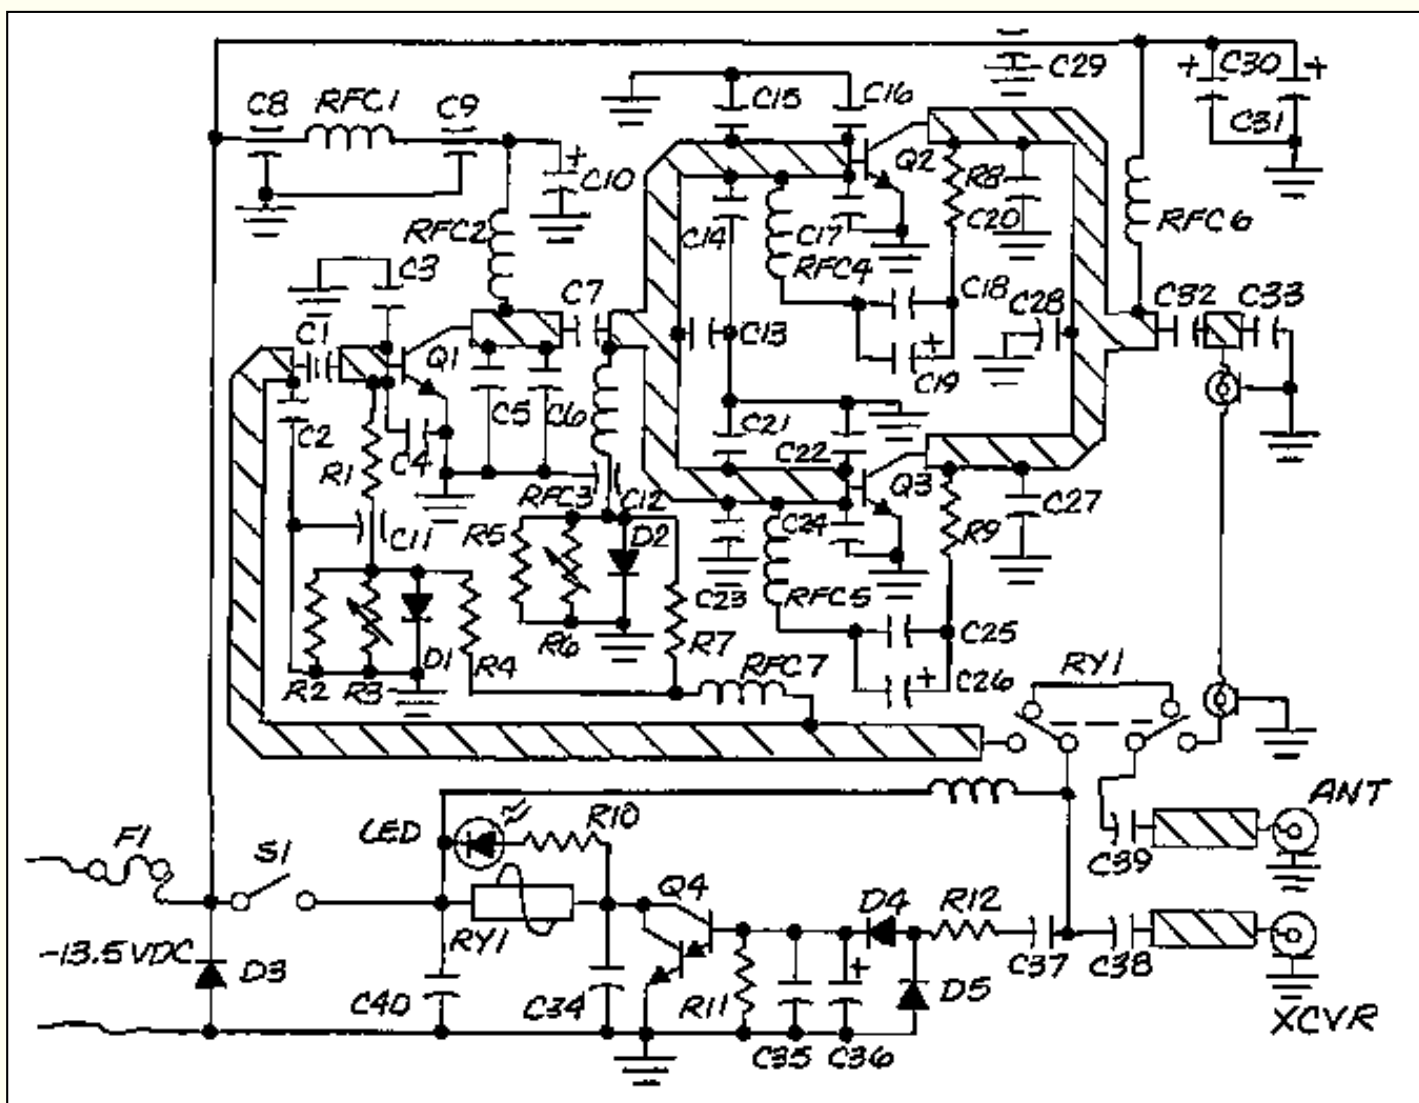 C29
C30
C31
C8
RFC1
C9
C10
C15
C16
Q2
R8
C20
RFC6
RFC2
C3
C14
C17
RFC4
C18
C19
C28
C32
C33
C1
Q1
C7
C13
C2
C5
C6
C4
R1
C21
C22
Q3
C27
RFC3
C12
C11
R5
D2
C24
R9
C23
RFC5
C25
C26
R2
R3
D1
R4
R6
R7
RFC7
RY1
ANT
LED
R10
F1
S1
C39
Q4
D4
R12
RY1
-13.5VDC
D3
C40
C34
R11
C37
C38
D5
C35
C36
XCVR